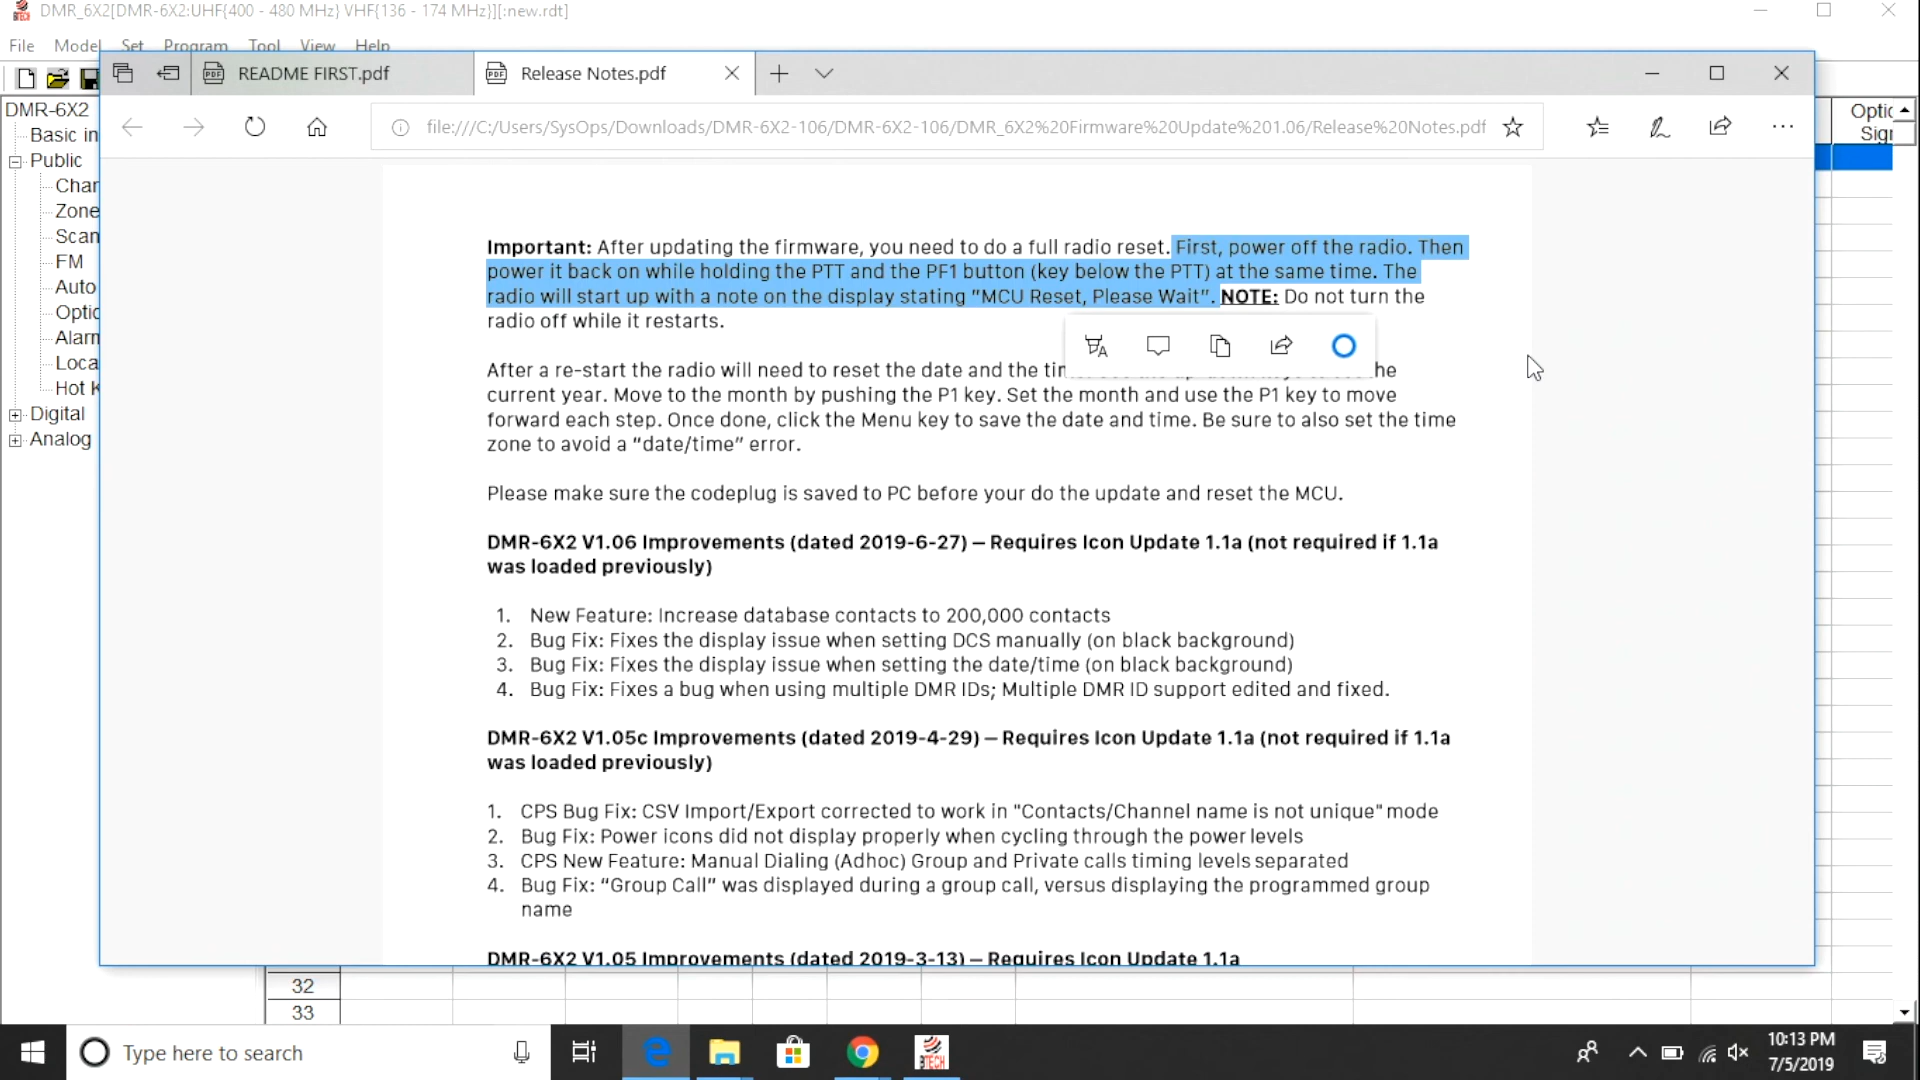 DMR_6X2[DMR-6X2:UHF{400 - 480 MHz} VHF{136 - 174 MHz}][:new.rdt]
File Model Set Program Tool View Help
README FIRST.pdf
Release Notes.pdf
file:///C:/Users/SysOps/Downloads/DMR-6X2-106/DMR-6X2-106/DMR_6X2%20Firmware%20Update%201.06/Release%20Notes.pdf
DMR-6X2
Basic in
Public
Char
Zone
Scan
FM
Auto
Optic
Alarm
Loca
Hot K
Digital
Analog
Optic
Sigr
Important: After updating the firmware, you need to do a full radio reset. First, power off the radio. Then
power it back on while holding the PTT and the PF1 button (key below the PTT) at the same time. The
radio will start up with a note on the display stating "MCU Reset, Please Wait". NOTE: Do not turn the
radio off while it restarts.
After a re-start the radio will need to reset the date and the tim he
current year. Move to the month by pushing the P1 key. Set the month and use the P1 key to move
forward each step. Once done, click the Menu key to save the date and time. Be sure to also set the time
zone to avoid a "date/time" error.
Please make sure the codeplug is saved to PC before your do the update and reset the MCU.
DMR-6X2 V1.06 Improvements (dated 2019-6-27) – Requires Icon Update 1.1a (not required if 1.1a
was loaded previously)
1. New Feature: Increase database contacts to 200,000 contacts
2. Bug Fix: Fixes the display issue when setting DCS manually (on black background)
3. Bug Fix: Fixes the display issue when setting the date/time (on black background)
4. Bug Fix: Fixes a bug when using multiple DMR IDs; Multiple DMR ID support edited and fixed.
DMR-6X2 V1.05c Improvements (dated 2019-4-29) – Requires Icon Update 1.1a (not required if 1.1a
was loaded previously)
1. CPS Bug Fix: CSV Import/Export corrected to work in "Contacts/Channel name is not unique" mode
2. Bug Fix: Power icons did not display properly when cycling through the power levels
3. CPS New Feature: Manual Dialing (Adhoc) Group and Private calls timing levels separated
4. Bug Fix: "Group Call" was displayed during a group call, versus displaying the programmed group
name
DMR-6X2 V1.05 Improvements (dated 2019-3-13) – Requires Icon Update 1.1a
32
33
Type here to search
BTECH
10:13 PM
7/5/2019